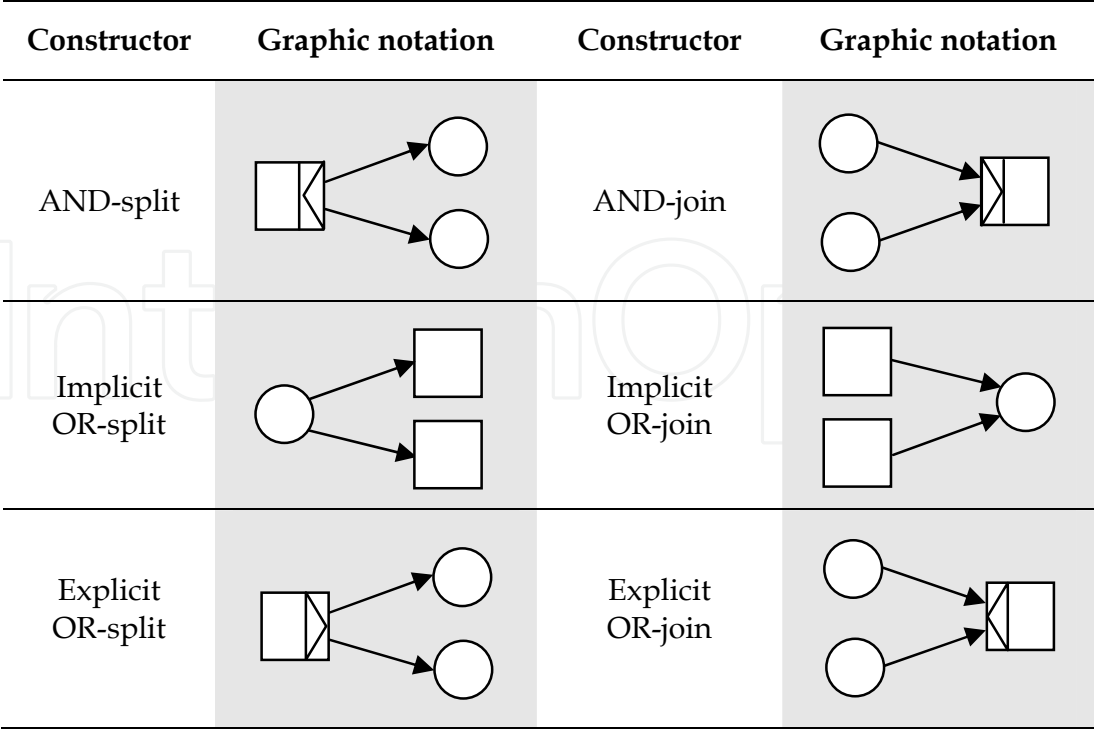 Constructor Graphic notation Constructor Graphic notation
AND-split AND-join
Implicit
OR-split
Implicit
OR-join
Explicit
OR-split
Explicit
OR-join